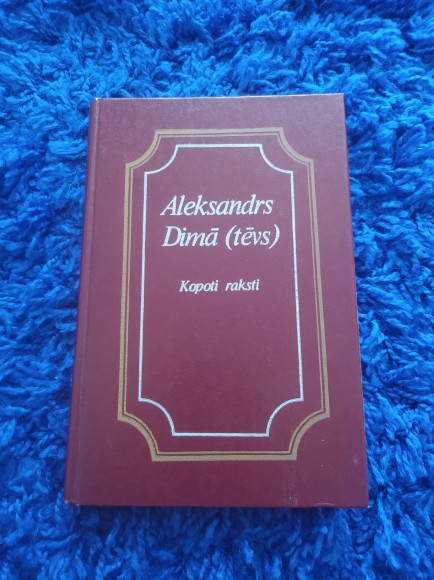 Aleksandrs
Dimā (tēvs)
Kopoti raksti